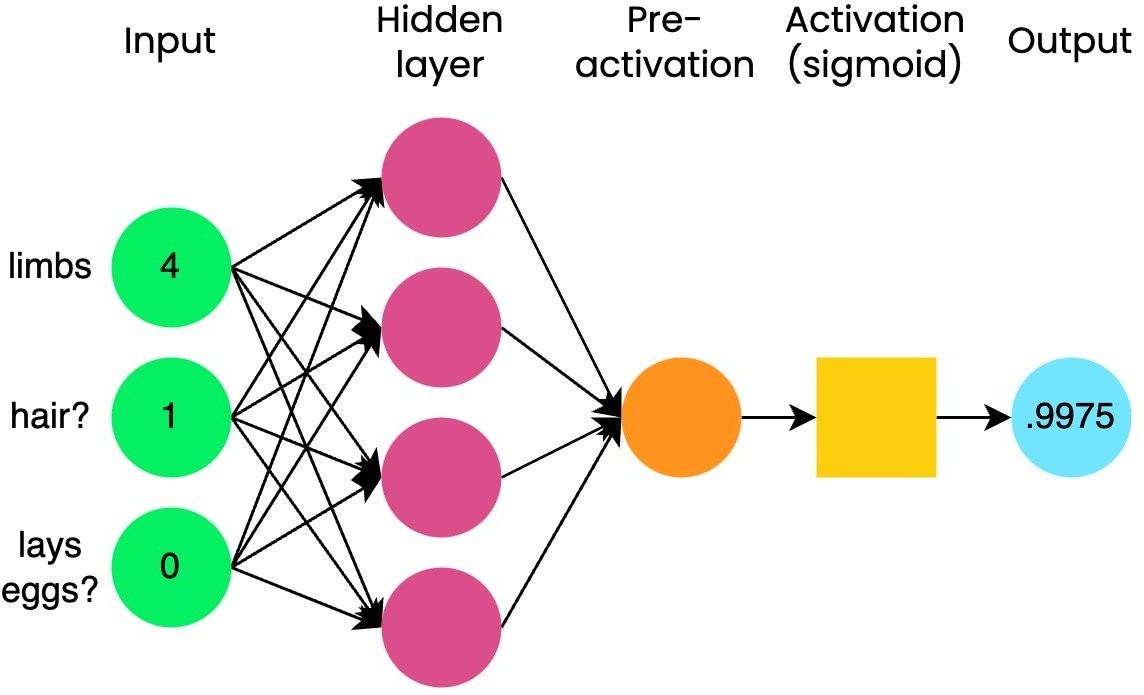 Input
Hidden
layer
Pre-
activation
Activation
(sigmoid)
Output
limbs
4
hair?
1
lays
eggs?
0
.9975